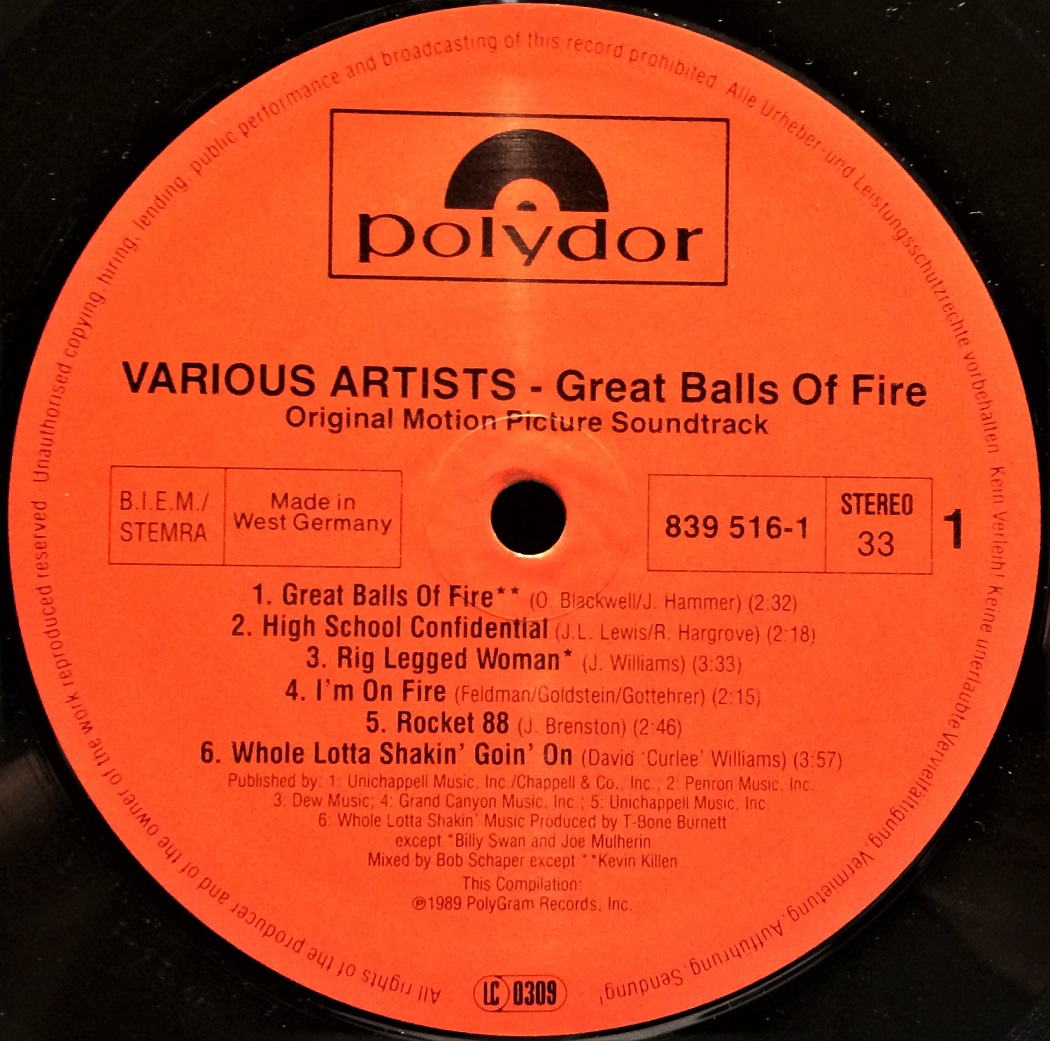 polydor
VARIOUS ARTISTS - Great Balls Of Fire
Original Motion Picture Soundtrack
B.I.E.M./
STEMRA
Made in
West Germany
839 516-1
STEREO
33
1
1. Great Balls Of Fire** (O. Blackwell/J. Hammer) (2:32)
2. High School Confidential (J.L. Lewis/R. Hargrove) (2:18)
3. Rig Legged Woman* (J. Williams) (3:33)
4. I'm On Fire (Feldman/Goldstein/Gottehrer) (2:15)
5. Rocket 88 (J. Brenston) (2:46)
6. Whole Lotta Shakin' Goin' On (David 'Curlee' Williams) (3:57)
Published by: 1: Unichappell Music, Inc./Chappell & Co., Inc.; 2: Penron Music, Inc.
3: Dew Music; 4: Grand Canyon Music, Inc.; 5: Unichappell Music, Inc.
6: Whole Lotta Shakin' Music Produced by T-Bone Burnett
except *Billy Swan and Joe Mulherin
Mixed by Bob Schaper except **Kevin Killen
This Compilation:
℗1989 PolyGram Records, Inc.
LC 0309
All rights of the producer and of the owner of the work reproduced reserved Unauthorised copying, hiring, lending, public performance and broadcasting of this record prohibited Alle Urheber-und Leistungsschutzrechte vorbehalten Kein Verleih! Keine unerlaubte Vervielfältigung, Vermietung, Aufführung, Sendung!